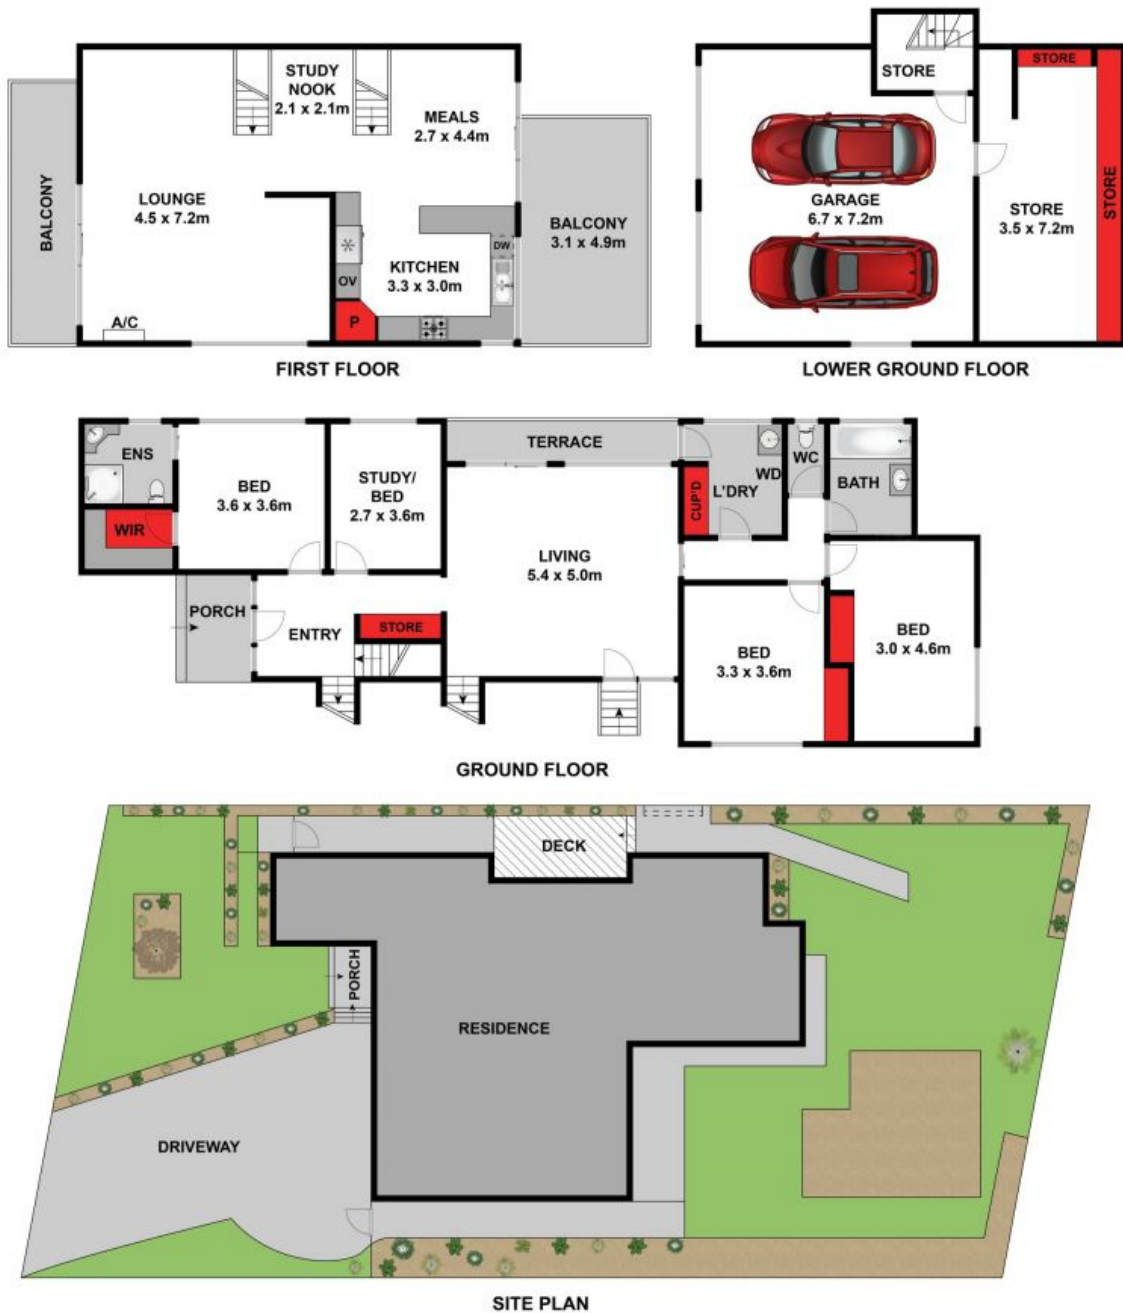 STUDY
NOOK
2.1 x 2.1m
MEALS
2.7 x 4.4m
BALCONY
LOUNGE
4.5 x 7.2m
BALCONY
3.1 x 4.9m
DW
KITCHEN
3.3 x 3.0m
OV
P
A/C
FIRST FLOOR
STORE
STORE
STORE
GARAGE
6.7 x 7.2m
STORE
3.5 x 7.2m
LOWER GROUND FLOOR
ENS
WIR
BED
3.6 x 3.6m
STUDY/
BED
2.7 x 3.6m
TERRACE
CUP'D
L'DRY
WD
WC
BATH
LIVING
5.4 x 5.0m
PORCH
ENTRY
STORE
BED
3.3 x 3.6m
BED
3.0 x 4.6m
GROUND FLOOR
DECK
PORCH
RESIDENCE
DRIVEWAY
SITE PLAN